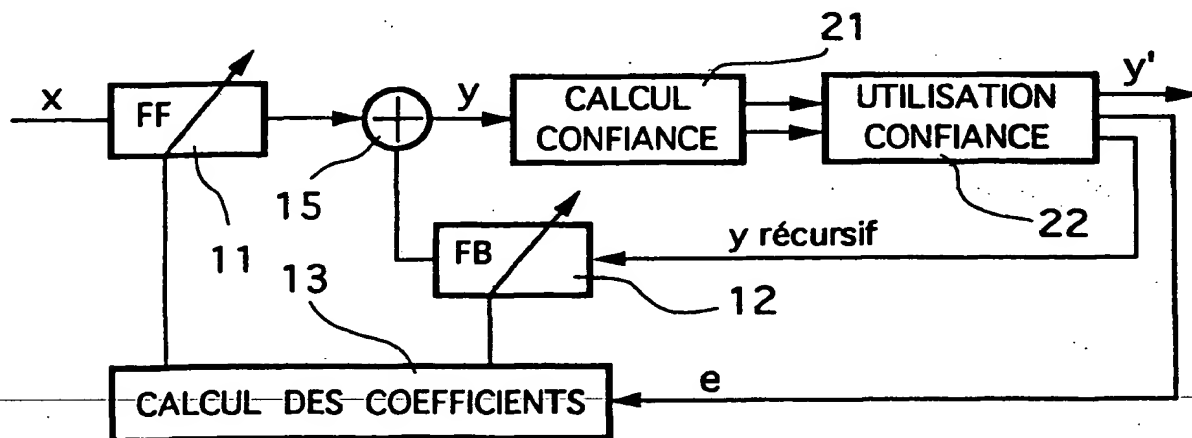 21
x
FF
y
CALCUL
CONFIANCE
UTILISATION
CONFIANCE
y'
15
11
22
FB
y récursif
13
12
CALCUL DES COEFFICIENTS
e